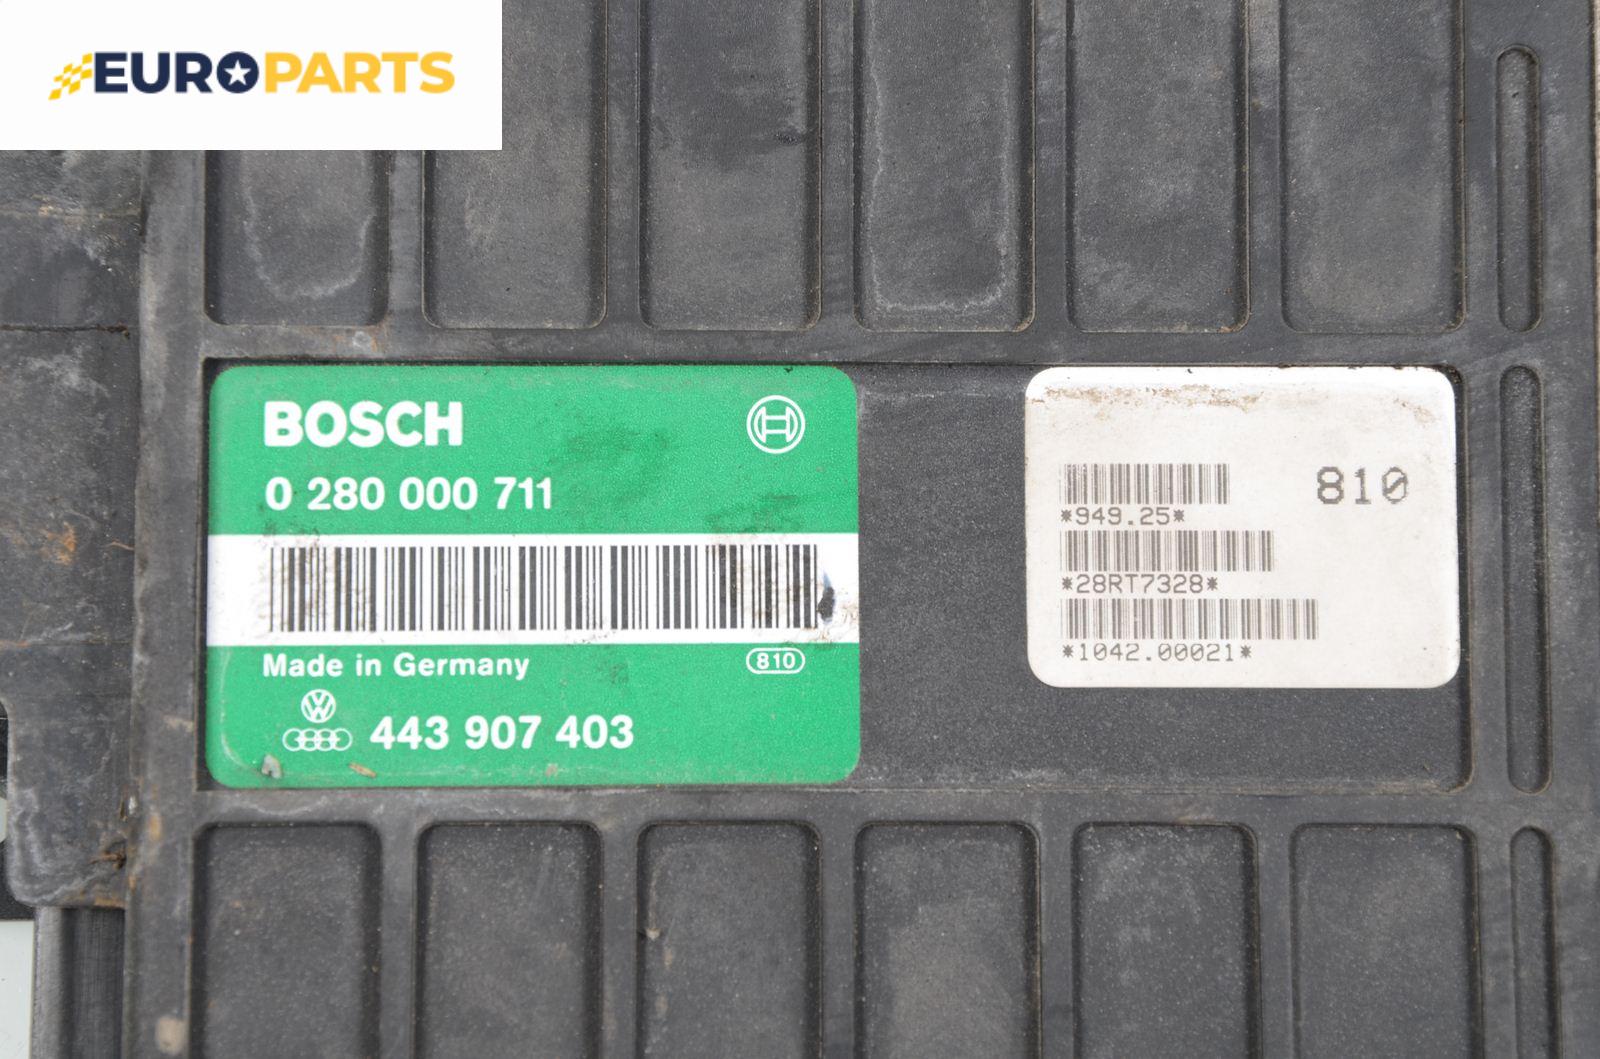 EUROPARTS
BOSCH
0 280 000 711
Made in Germany
810
443 907 403
810
*949.25*
*28RT7328*
*1042.00021*